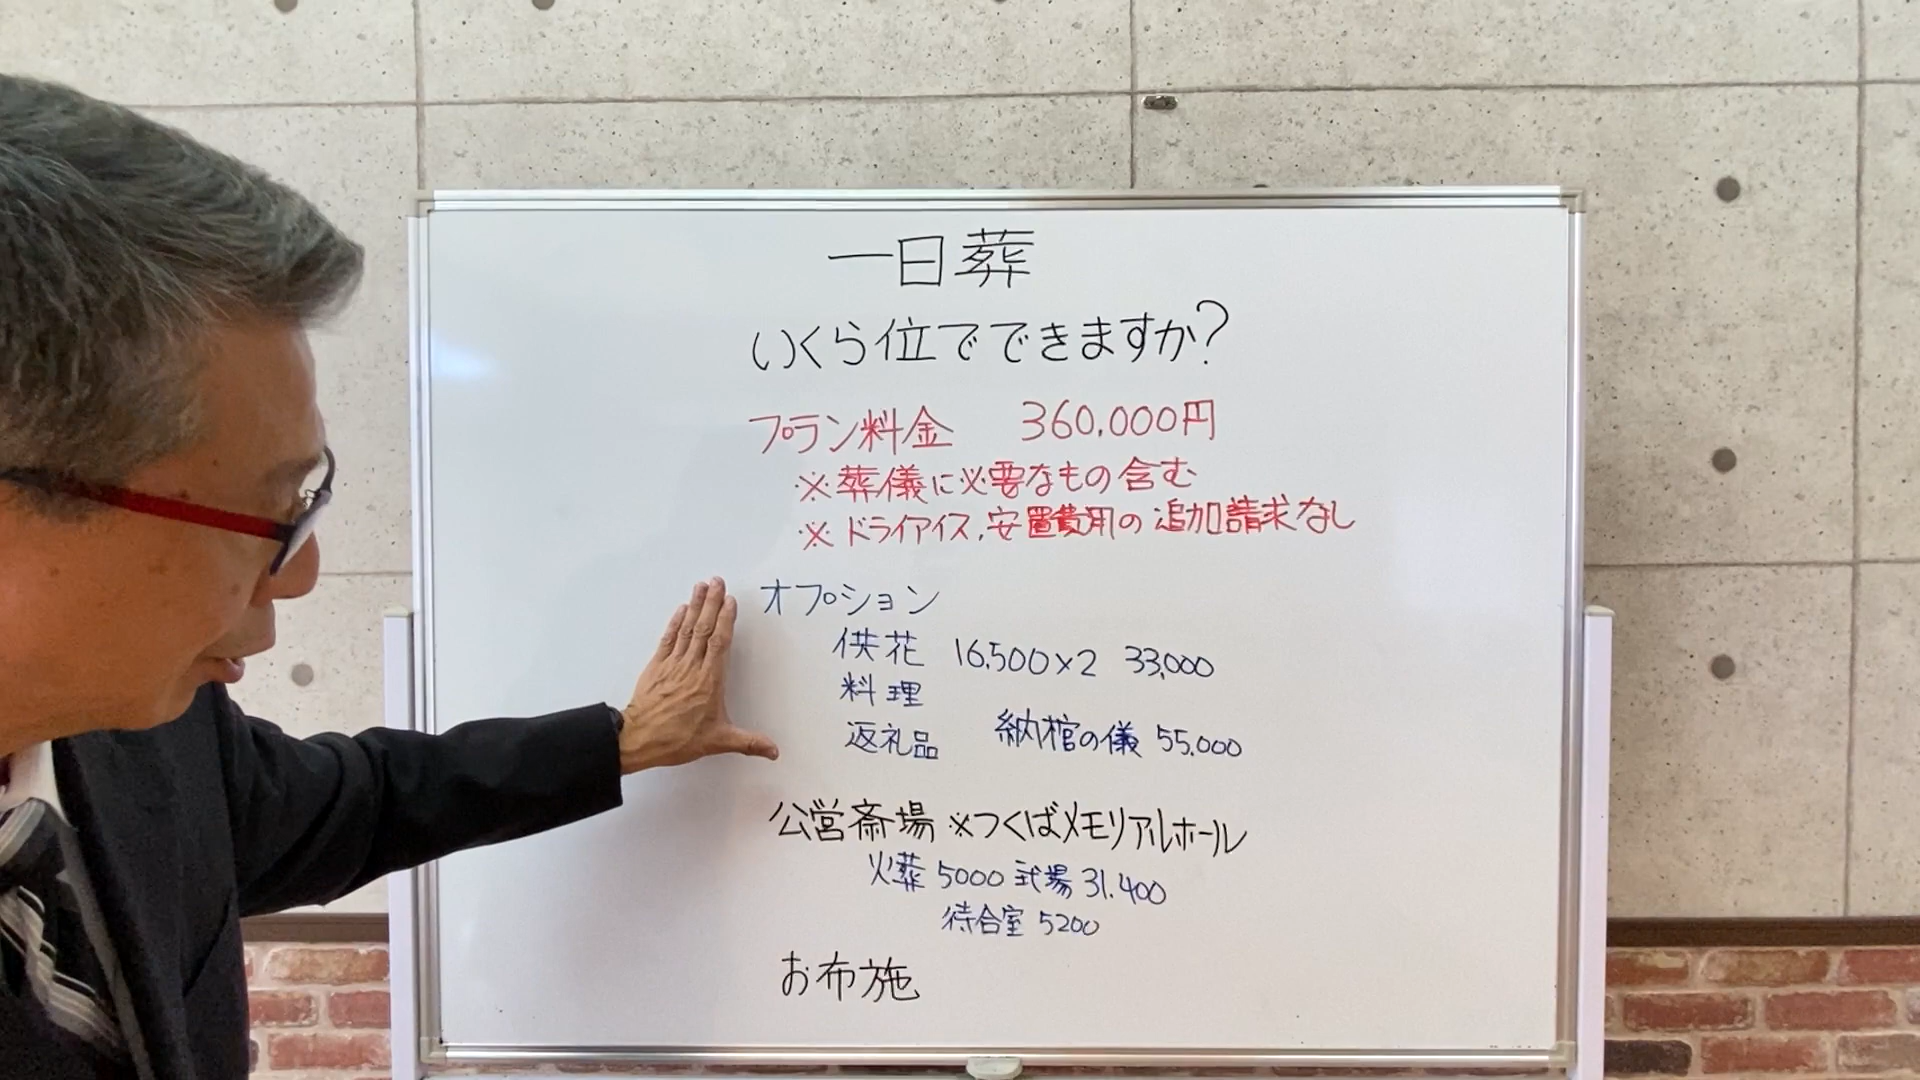 一日葬
いくら位でできますか?
プラン料金 360,000円
※葬儀に必要なもの含む
※ドライアイス,安置費用の追加請求なし
オプション
供花 16,500×2 33,000
料理
返礼品 納棺の儀 55,000
公営斎場 ※つくばメモリアルホール
火葬 5000 式場 31.400
待合室 5200
お布施